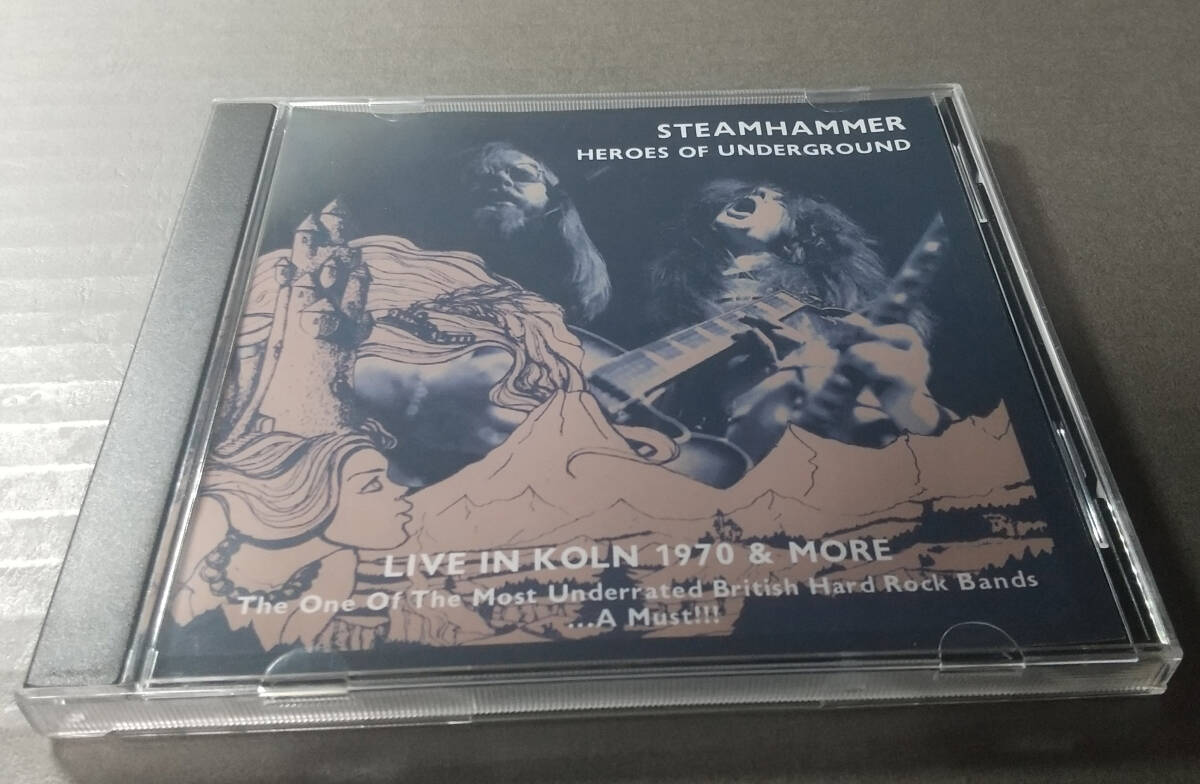 STEAMHAMMER
HEROES OF UNDERGROUND
LIVE IN KOLN 1970 & MORE
The One Of The Most Underrated British Hard Rock Bands
...A Must!!!